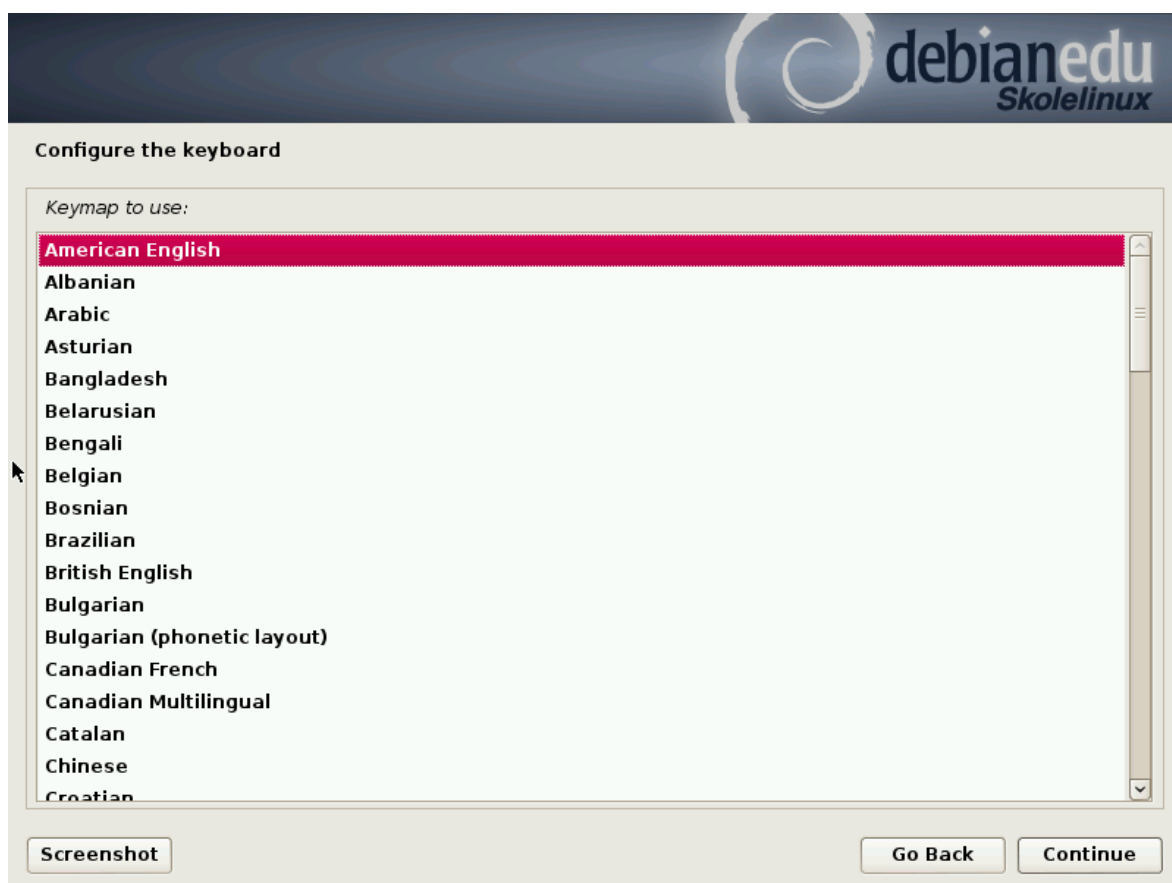 debianedu
Skolelinux
Configure the keyboard
Keymap to use:
American English
Albanian
Arabic
Asturian
Bangladesh
Belarusian
Bengali
Belgian
Bosnian
Brazilian
British English
Bulgarian
Bulgarian (phonetic layout)
Canadian French
Canadian Multilingual
Catalan
Chinese
Croatian
Screenshot
Go Back
Continue